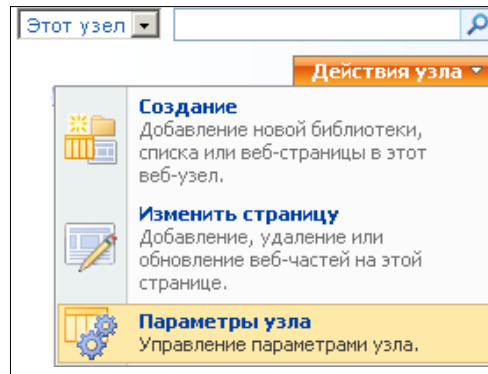 Этот узел
Действия узла
Создание
Добавление новой библиотеки,
списка или веб-страницы в этот
веб-узел.
Изменить страницу
Добавление, удаление или
обновление веб-частей на этой
странице.
Параметры узла
Управление параметрами узла.